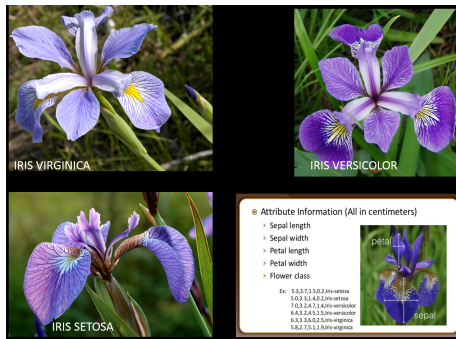 IRIS VIRGINICA
IRIS VERSICOLOR
IRIS SETOSA
Attribute Information (All in centimeters)
Sepal length
Sepal width
Petal length
Petal width
Flower class
Ex: 5.3,3.7,1.5,0.2,Iris-setosa
5.0,3.3,1.4,0.2,Iris-setosa
7.0,3.2,4.7,1.4,Iris-versicolor
6.4,3.2,4.5,1.5,Iris-versicolor
6.3,3.3,6.0,2.5,Iris-virginica
5.8,2.7,5.1,1.9,Iris-virginica
petal
sepal